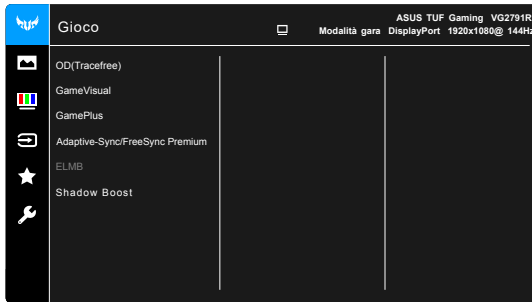 Gioco
ASUS TUF Gaming VG2791R
Modalità gara DisplayPort 1920x1080@ 144Hz
OD(Tracefree)
GameVisual
GamePlus
Adaptive-Sync/FreeSync Premium
ELMB
Shadow Boost